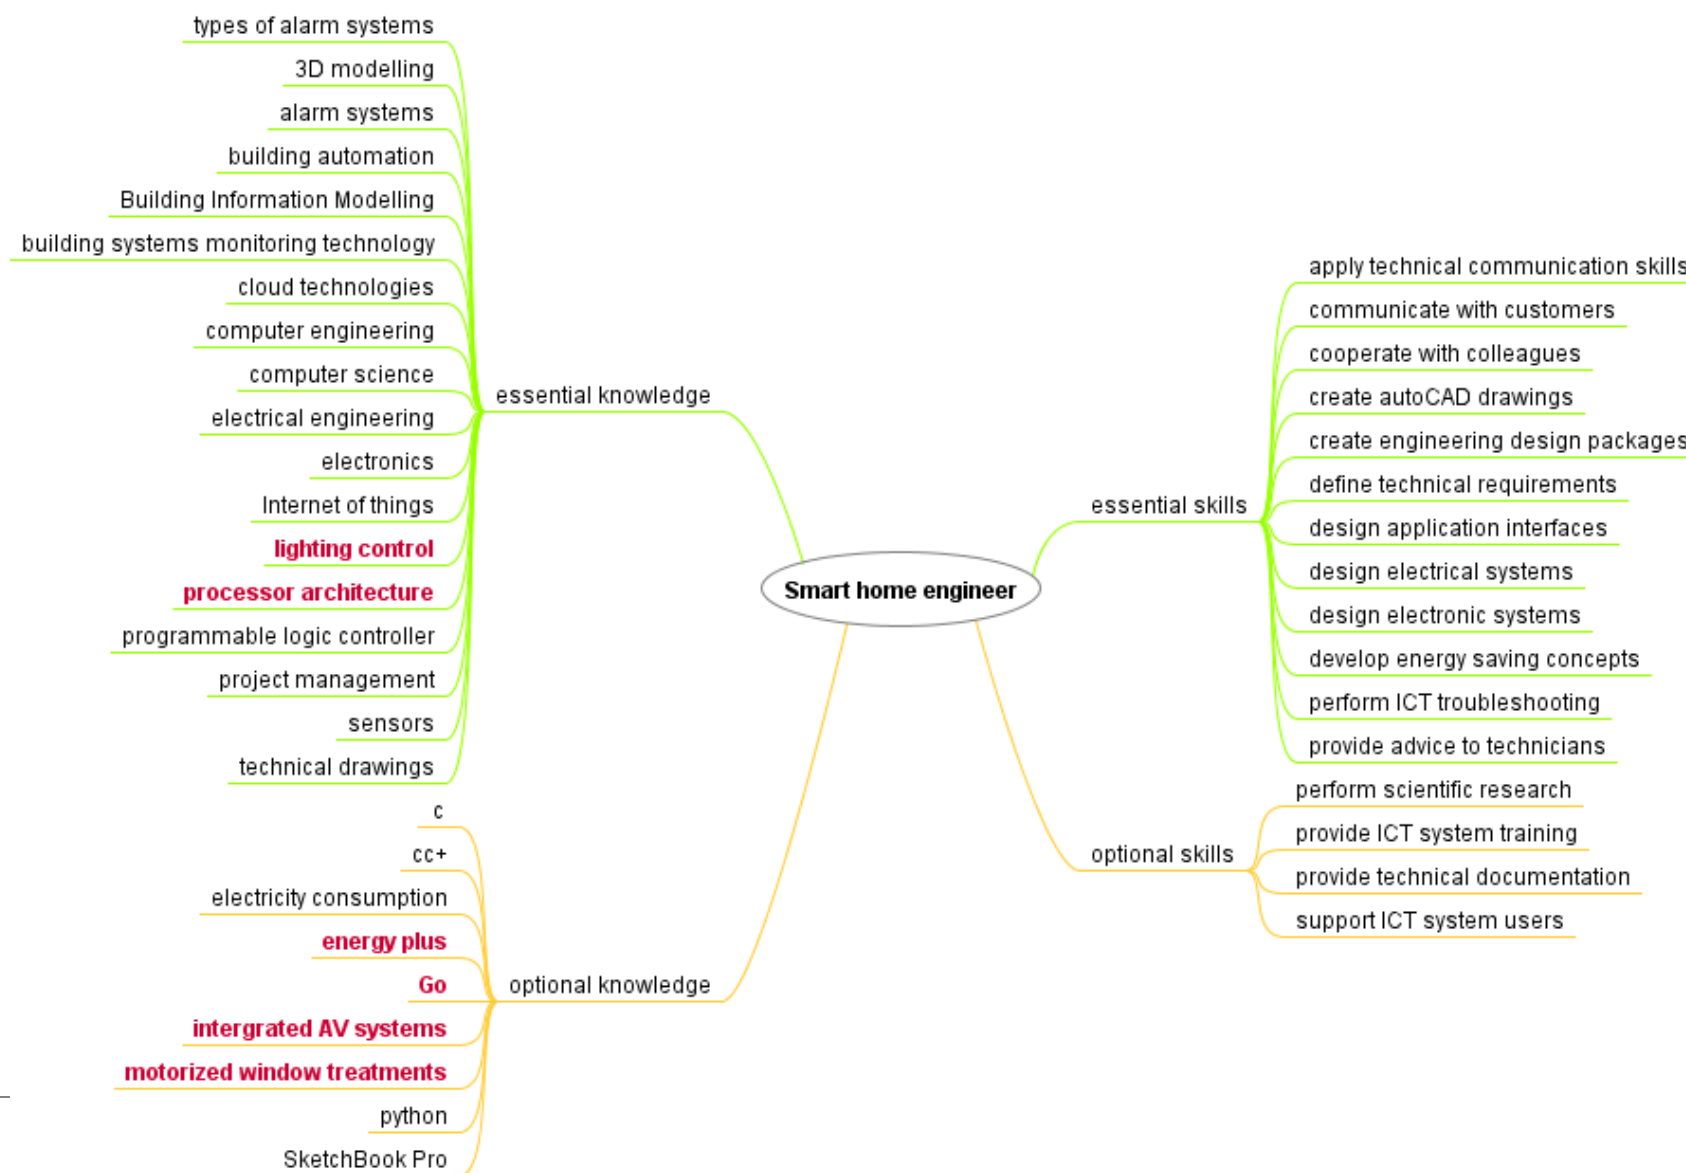 types of alarm systems
3D modelling
alarm systems
building automation
Building Information Modelling
building systems monitoring technology
cloud technologies
computer engineering
computer science
electrical engineering
electronics
Internet of things
lighting control
processor architecture
programmable logic controller
project management
sensors
technical drawings
essential knowledge
c
cc+
electricity consumption
energy plus
Go
intergrated AV systems
motorized window treatments
python
SketchBook Pro
optional knowledge
Smart home engineer
essential skills
apply technical communication skills
communicate with customers
cooperate with colleagues
create autoCAD drawings
create engineering design packages
define technical requirements
design application interfaces
design electrical systems
design electronic systems
develop energy saving concepts
perform ICT troubleshooting
provide advice to technicians
optional skills
perform scientific research
provide ICT system training
provide technical documentation
support ICT system users